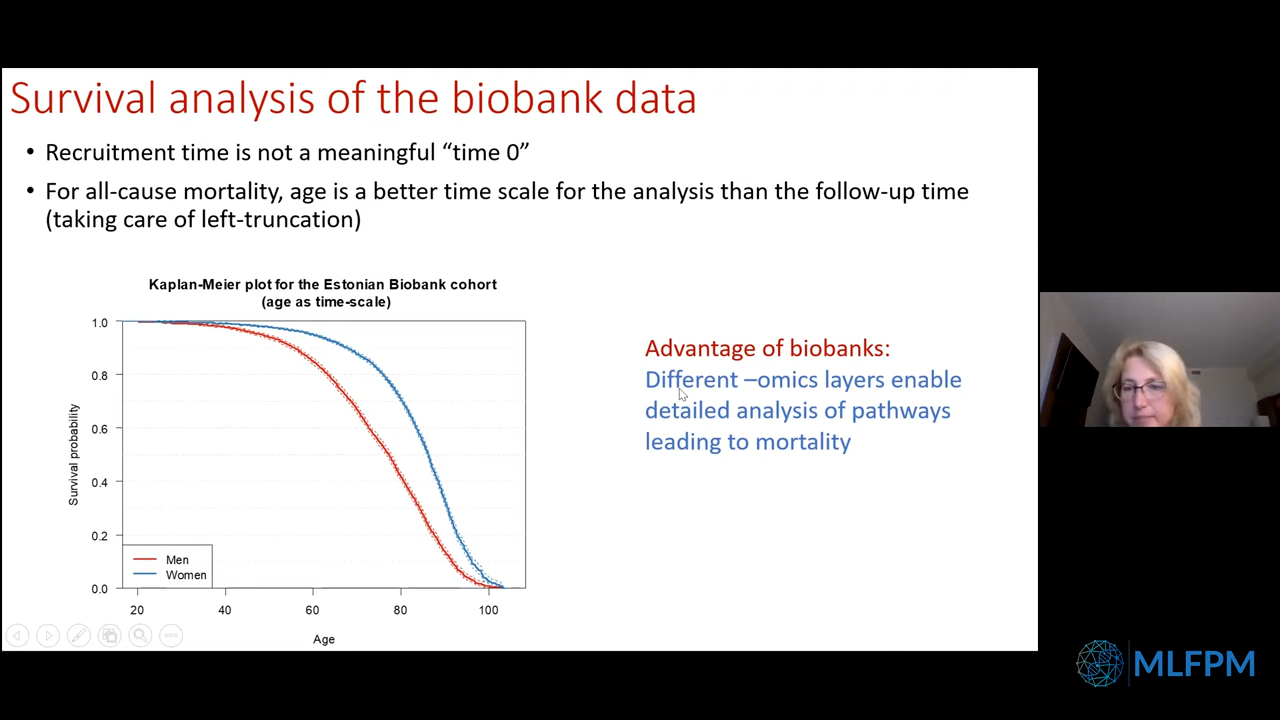 Survival analysis of the biobank data
• Recruitment time is not a meaningful “time 0”
• For all-cause mortality, age is a better time scale for the analysis than the follow-up time
(taking care of left-truncation)
Kaplan-Meier plot for the Estonian Biobank cohort
(age as time-scale)
1.0
0.8
0.6
0.4
0.2
0.0
Survival probability
Men
Women
20 40 60 80 100
Age
Advantage of biobanks:
Different –omics layers enable
detailed analysis of pathways
leading to mortality
MLFPM